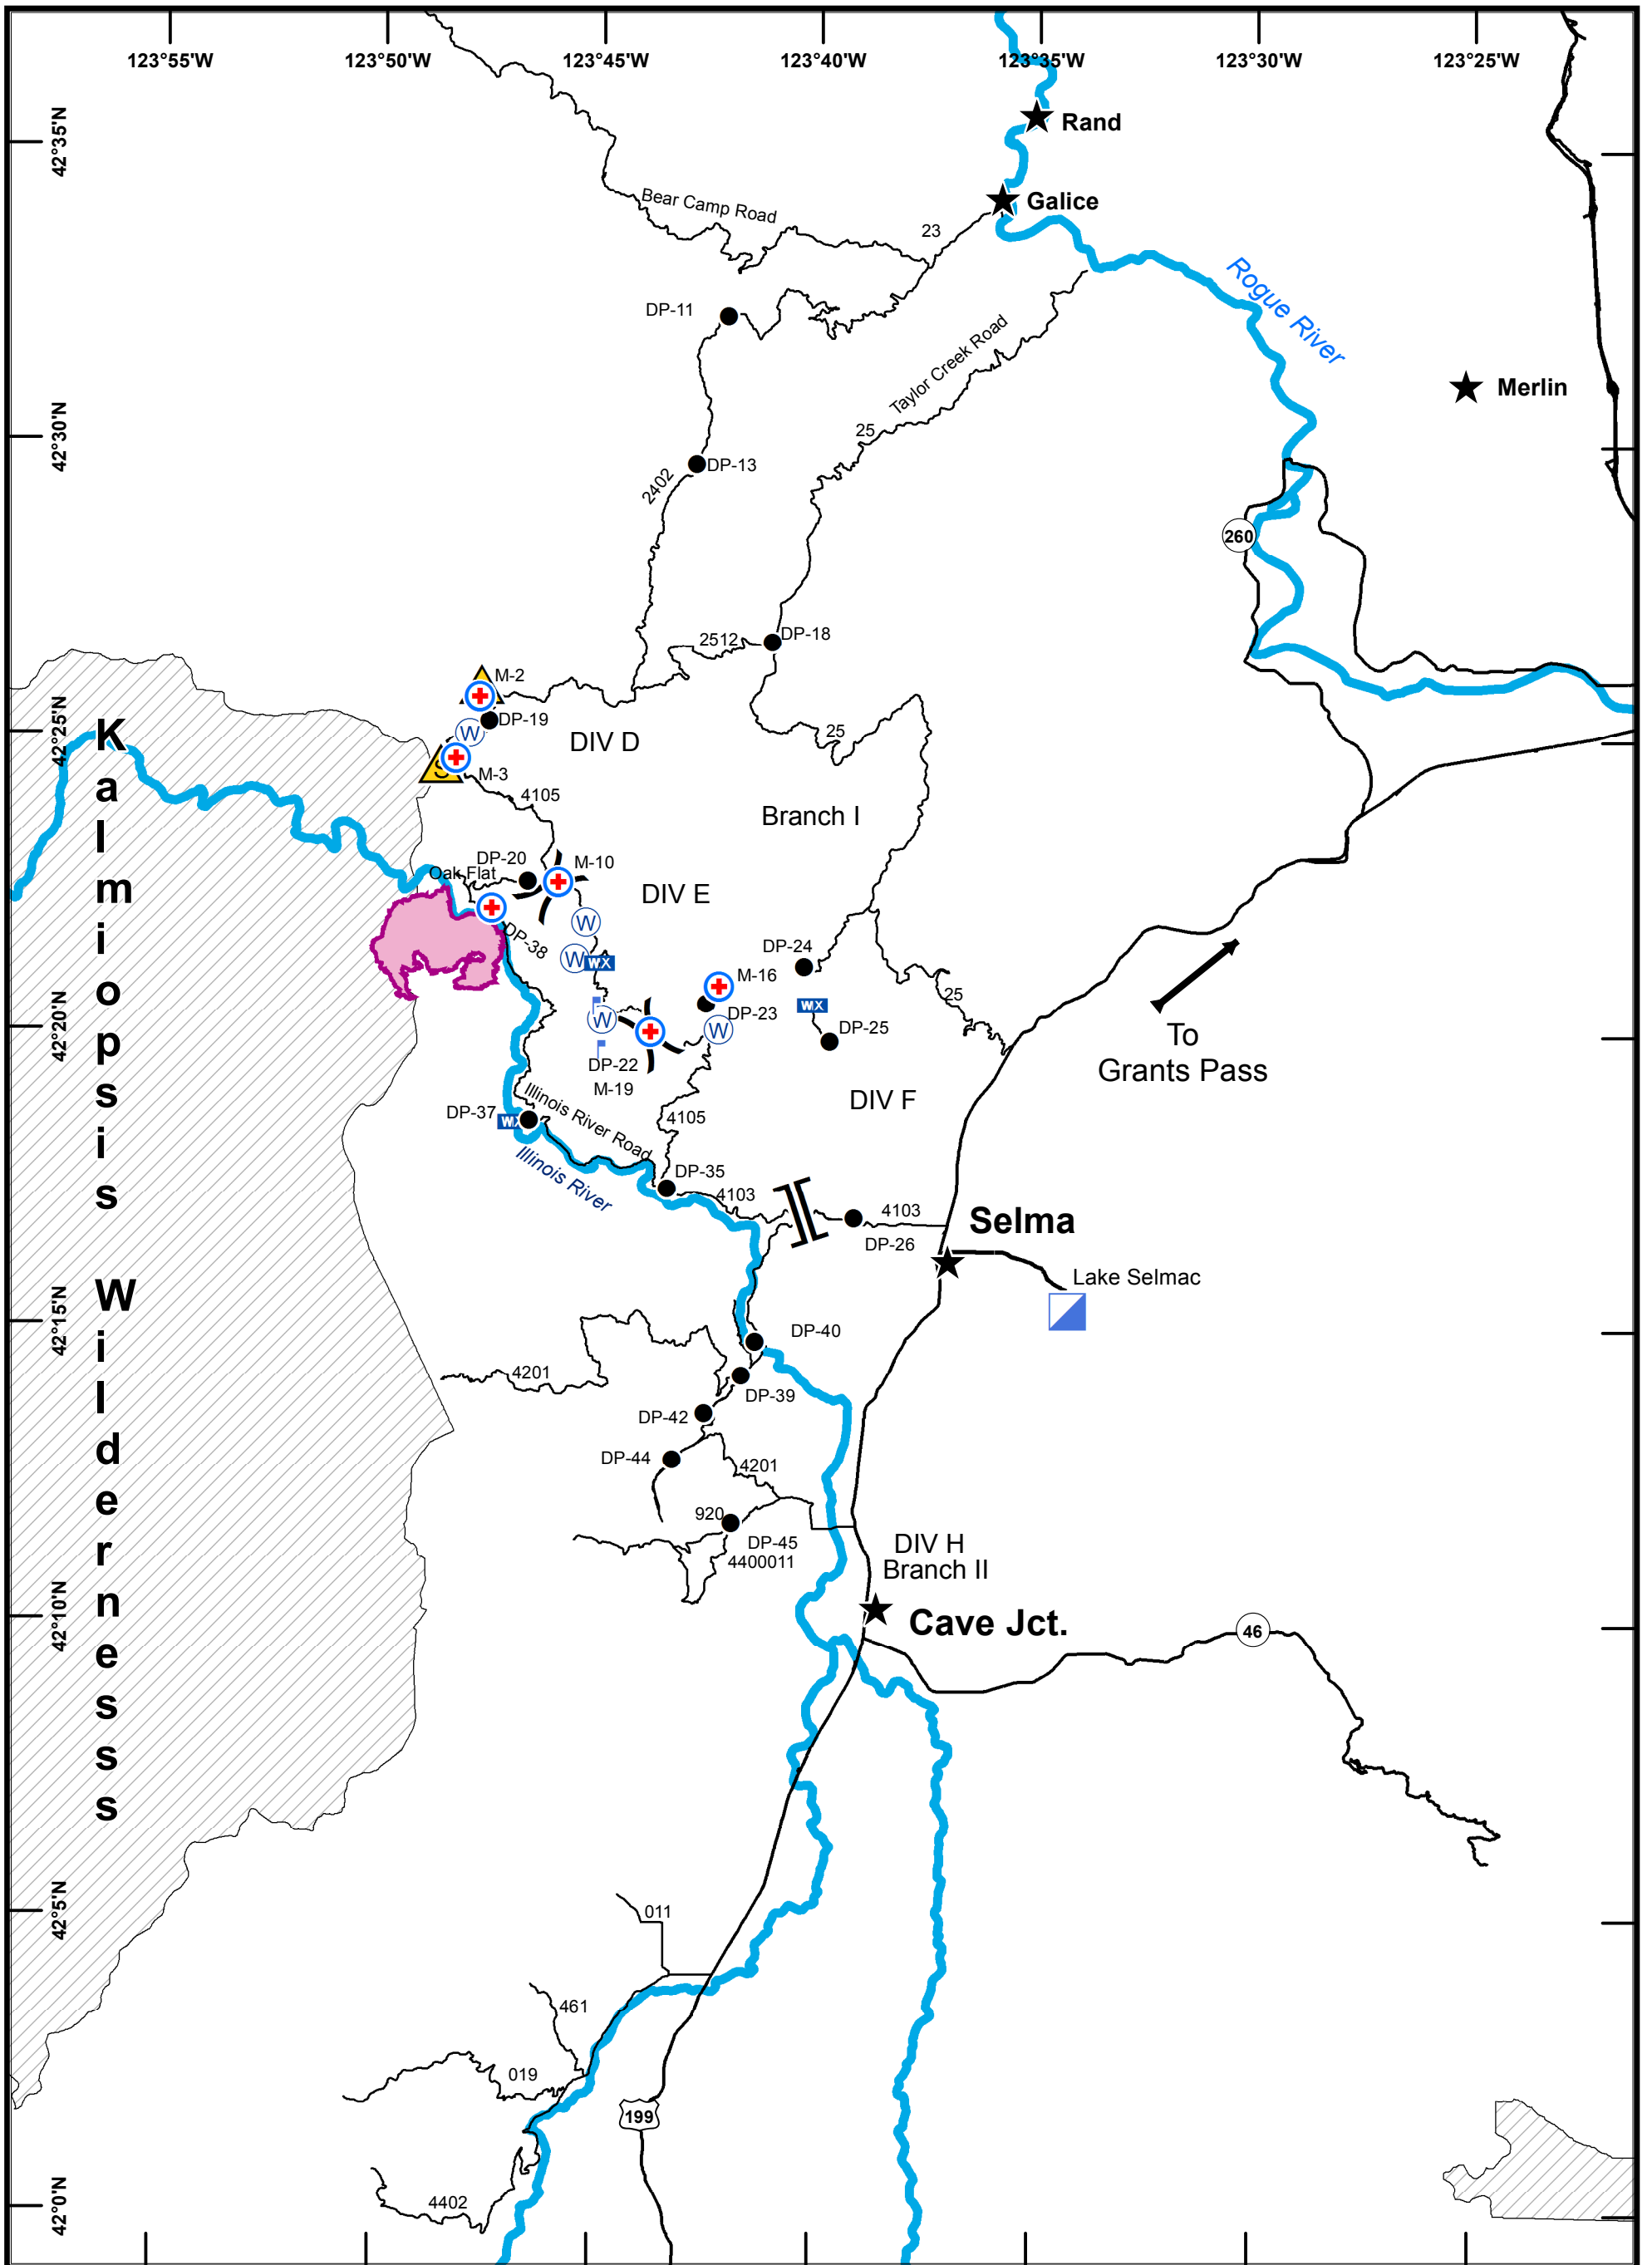 123°55'W
123°50'W
123°45'W
123°40'W
123°35'W
123°30'W
123°25'W
42°35'N
42°30'N
42°25'N
42°20'N
42°15'N
42°10'N
42°5'N
42°0'N
Rand
Galice
Bear Camp Road
23
Rogue River
DP-11
Taylor Creek Road
Merlin
25
DP-13
2402
260
DP-18
2512
M-2
DP-19
W
DIV D
25
S
M-3
4105
Branch I
DP-20
M-10
Oak Flat
DIV E
W
DP-38
DP-24
W
WX
M-16
25
WX
DP-23
W
W
DP-25
To
Grants Pass
DP-22
M-19
DIV F
Illinois River Road
DP-37
WX
4105
Illinois River
DP-35
4103
4103
Selma
DP-26
Lake Selmac
DP-40
4201
DP-39
DP-42
DP-44
4201
920
DP-45
4400011
DIV H
Branch II
Cave Jct.
46
011
461
019
199
4402
Kalmiopsis Wilderness